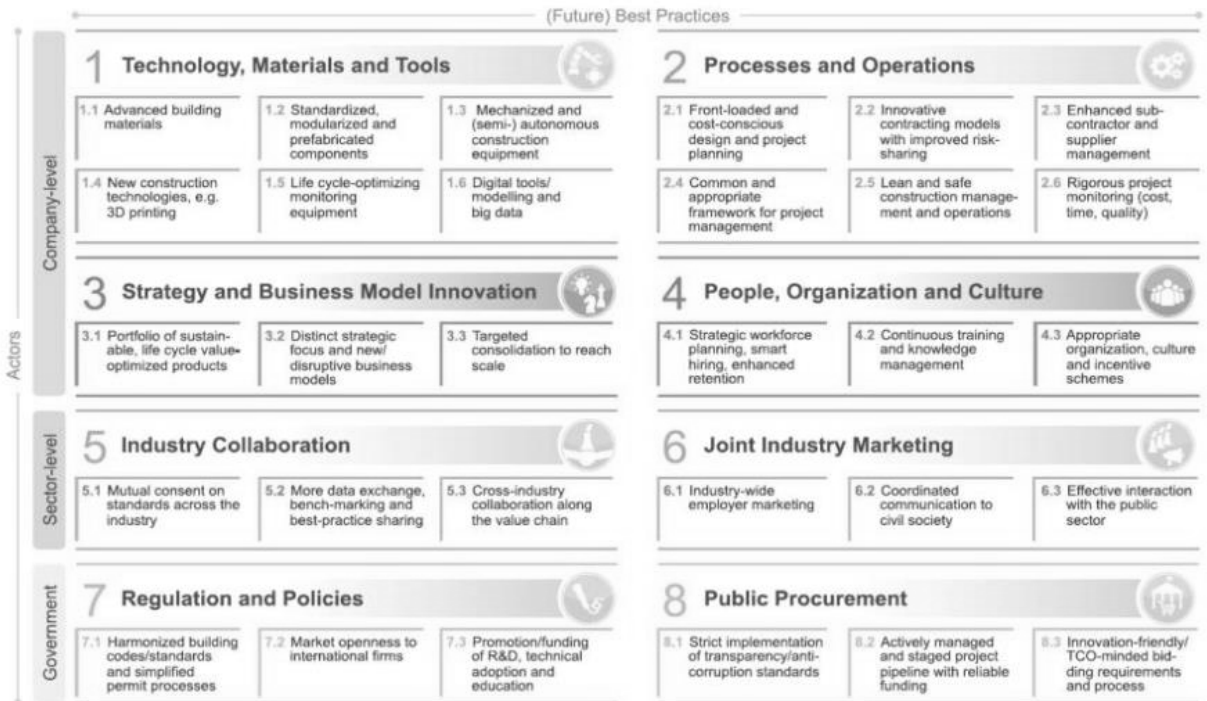 (Future) Best Practices
Actors
Company-level
1 Technology, Materials and Tools
1.1 Advanced building
materials
1.2 Standardized,
modularized and
prefabricated
components
1.3 Mechanized and
(semi-) autonomous
construction
equipment
1.4 New construction
technologies, e.g.
3D printing
1.5 Life cycle-optimizing
monitoring
equipment
1.6 Digital tools/
modelling and
big data
2 Processes and Operations
2.1 Front-loaded and
cost-conscious
design and project
planning
2.2 Innovative
contracting models
with improved risk-
sharing
2.3 Enhanced sub-
contractor and
supplier
management
2.4 Common and
appropriate
framework for project
management
2.5 Lean and safe
construction manage-
ment and operations
2.6 Rigorous project
monitoring (cost,
time, quality)
3 Strategy and Business Model Innovation
3.1 Portfolio of sustain-
able, life cycle value-
optimized products
3.2 Distinct strategic
focus and new/
disruptive business
models
3.3 Targeted
consolidation to reach
scale
4 People, Organization and Culture
4.1 Strategic workforce
planning, smart
hiring, enhanced
retention
4.2 Continuous training
and knowledge
management
4.3 Appropriate
organization, culture
and incentive
schemes
Sector-level
5 Industry Collaboration
5.1 Mutual consent on
standards across the
industry
5.2 More data exchange,
bench-marking and
best-practice sharing
5.3 Cross-industry
collaboration along
the value chain
6 Joint Industry Marketing
6.1 Industry-wide
employer marketing
6.2 Coordinated
communication to
civil society
6.3 Effective interaction
with the public
sector
Government
7 Regulation and Policies
7.1 Harmonized building
codes/standards
and simplified
permit processes
7.2 Market openness to
international firms
7.3 Promotion/funding
of R&D, technical
adoption and
education
8 Public Procurement
8.1 Strict implementation
of transparency/anti-
corruption standards
8.2 Actively managed
and staged project
pipeline with reliable
funding
8.3 Innovation-friendly/
TCO-minded bid-
ding requirements
and process